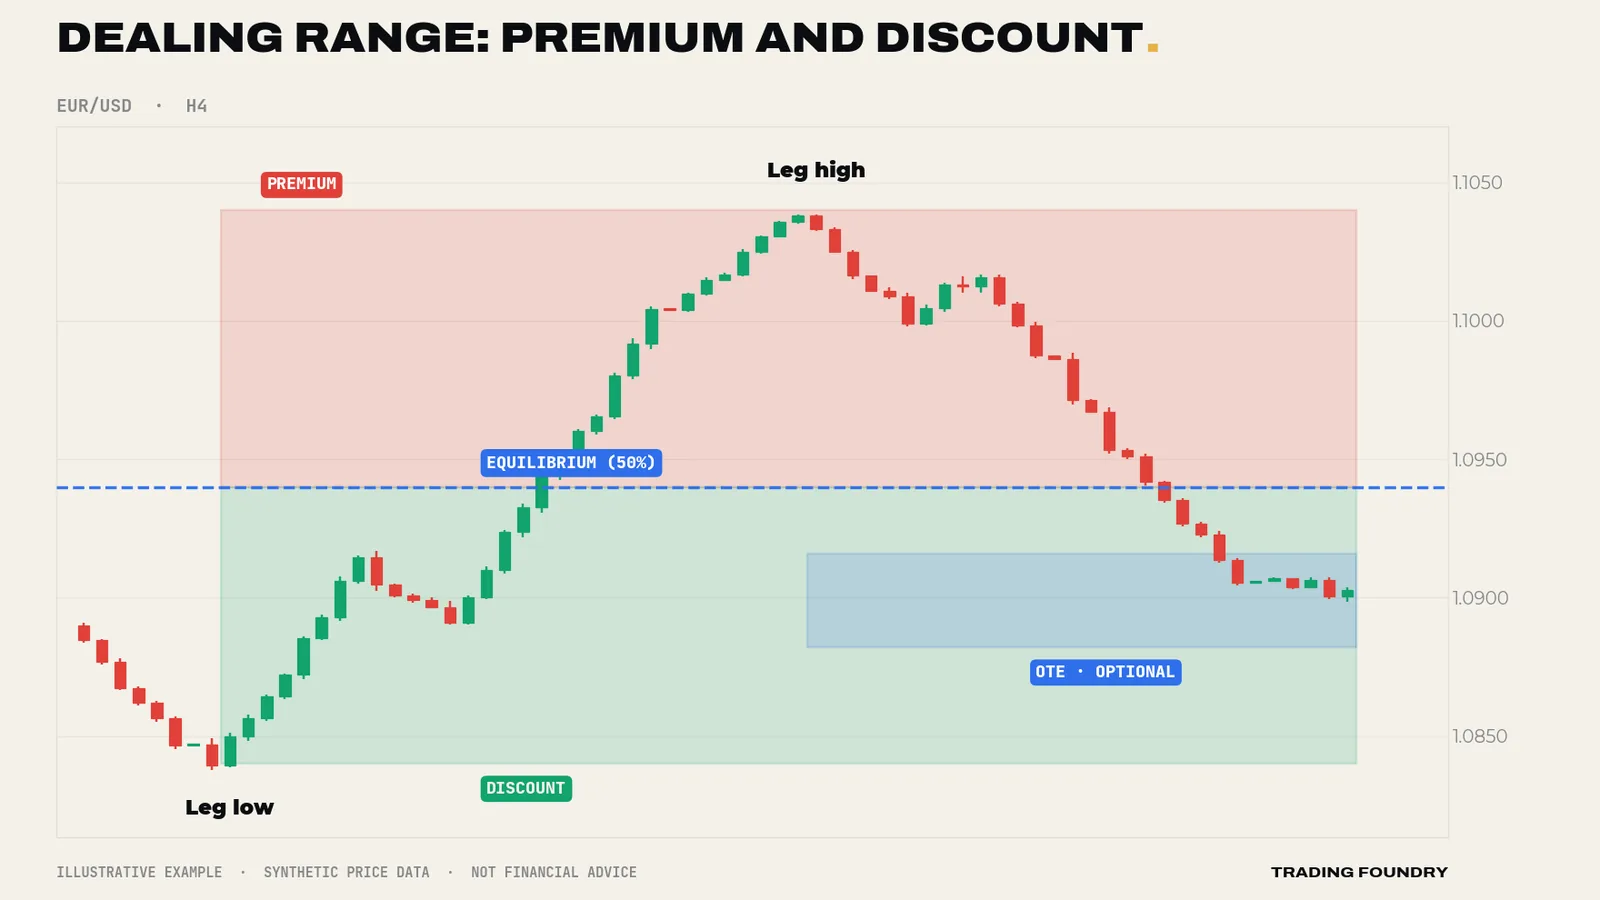 DEALING RANGE: PREMIUM AND DISCOUNT.
EUR/USD · H4
Leg high
PREMIUM
1.1050
1.1000
EQUILIBRIUM (50%)
1.0950
1.0900
OTE · OPTIONAL
1.0850
DISCOUNT
Leg low
ILLUSTRATIVE EXAMPLE · SYNTHETIC PRICE DATA · NOT FINANCIAL ADVICE
TRADING FOUNDRY